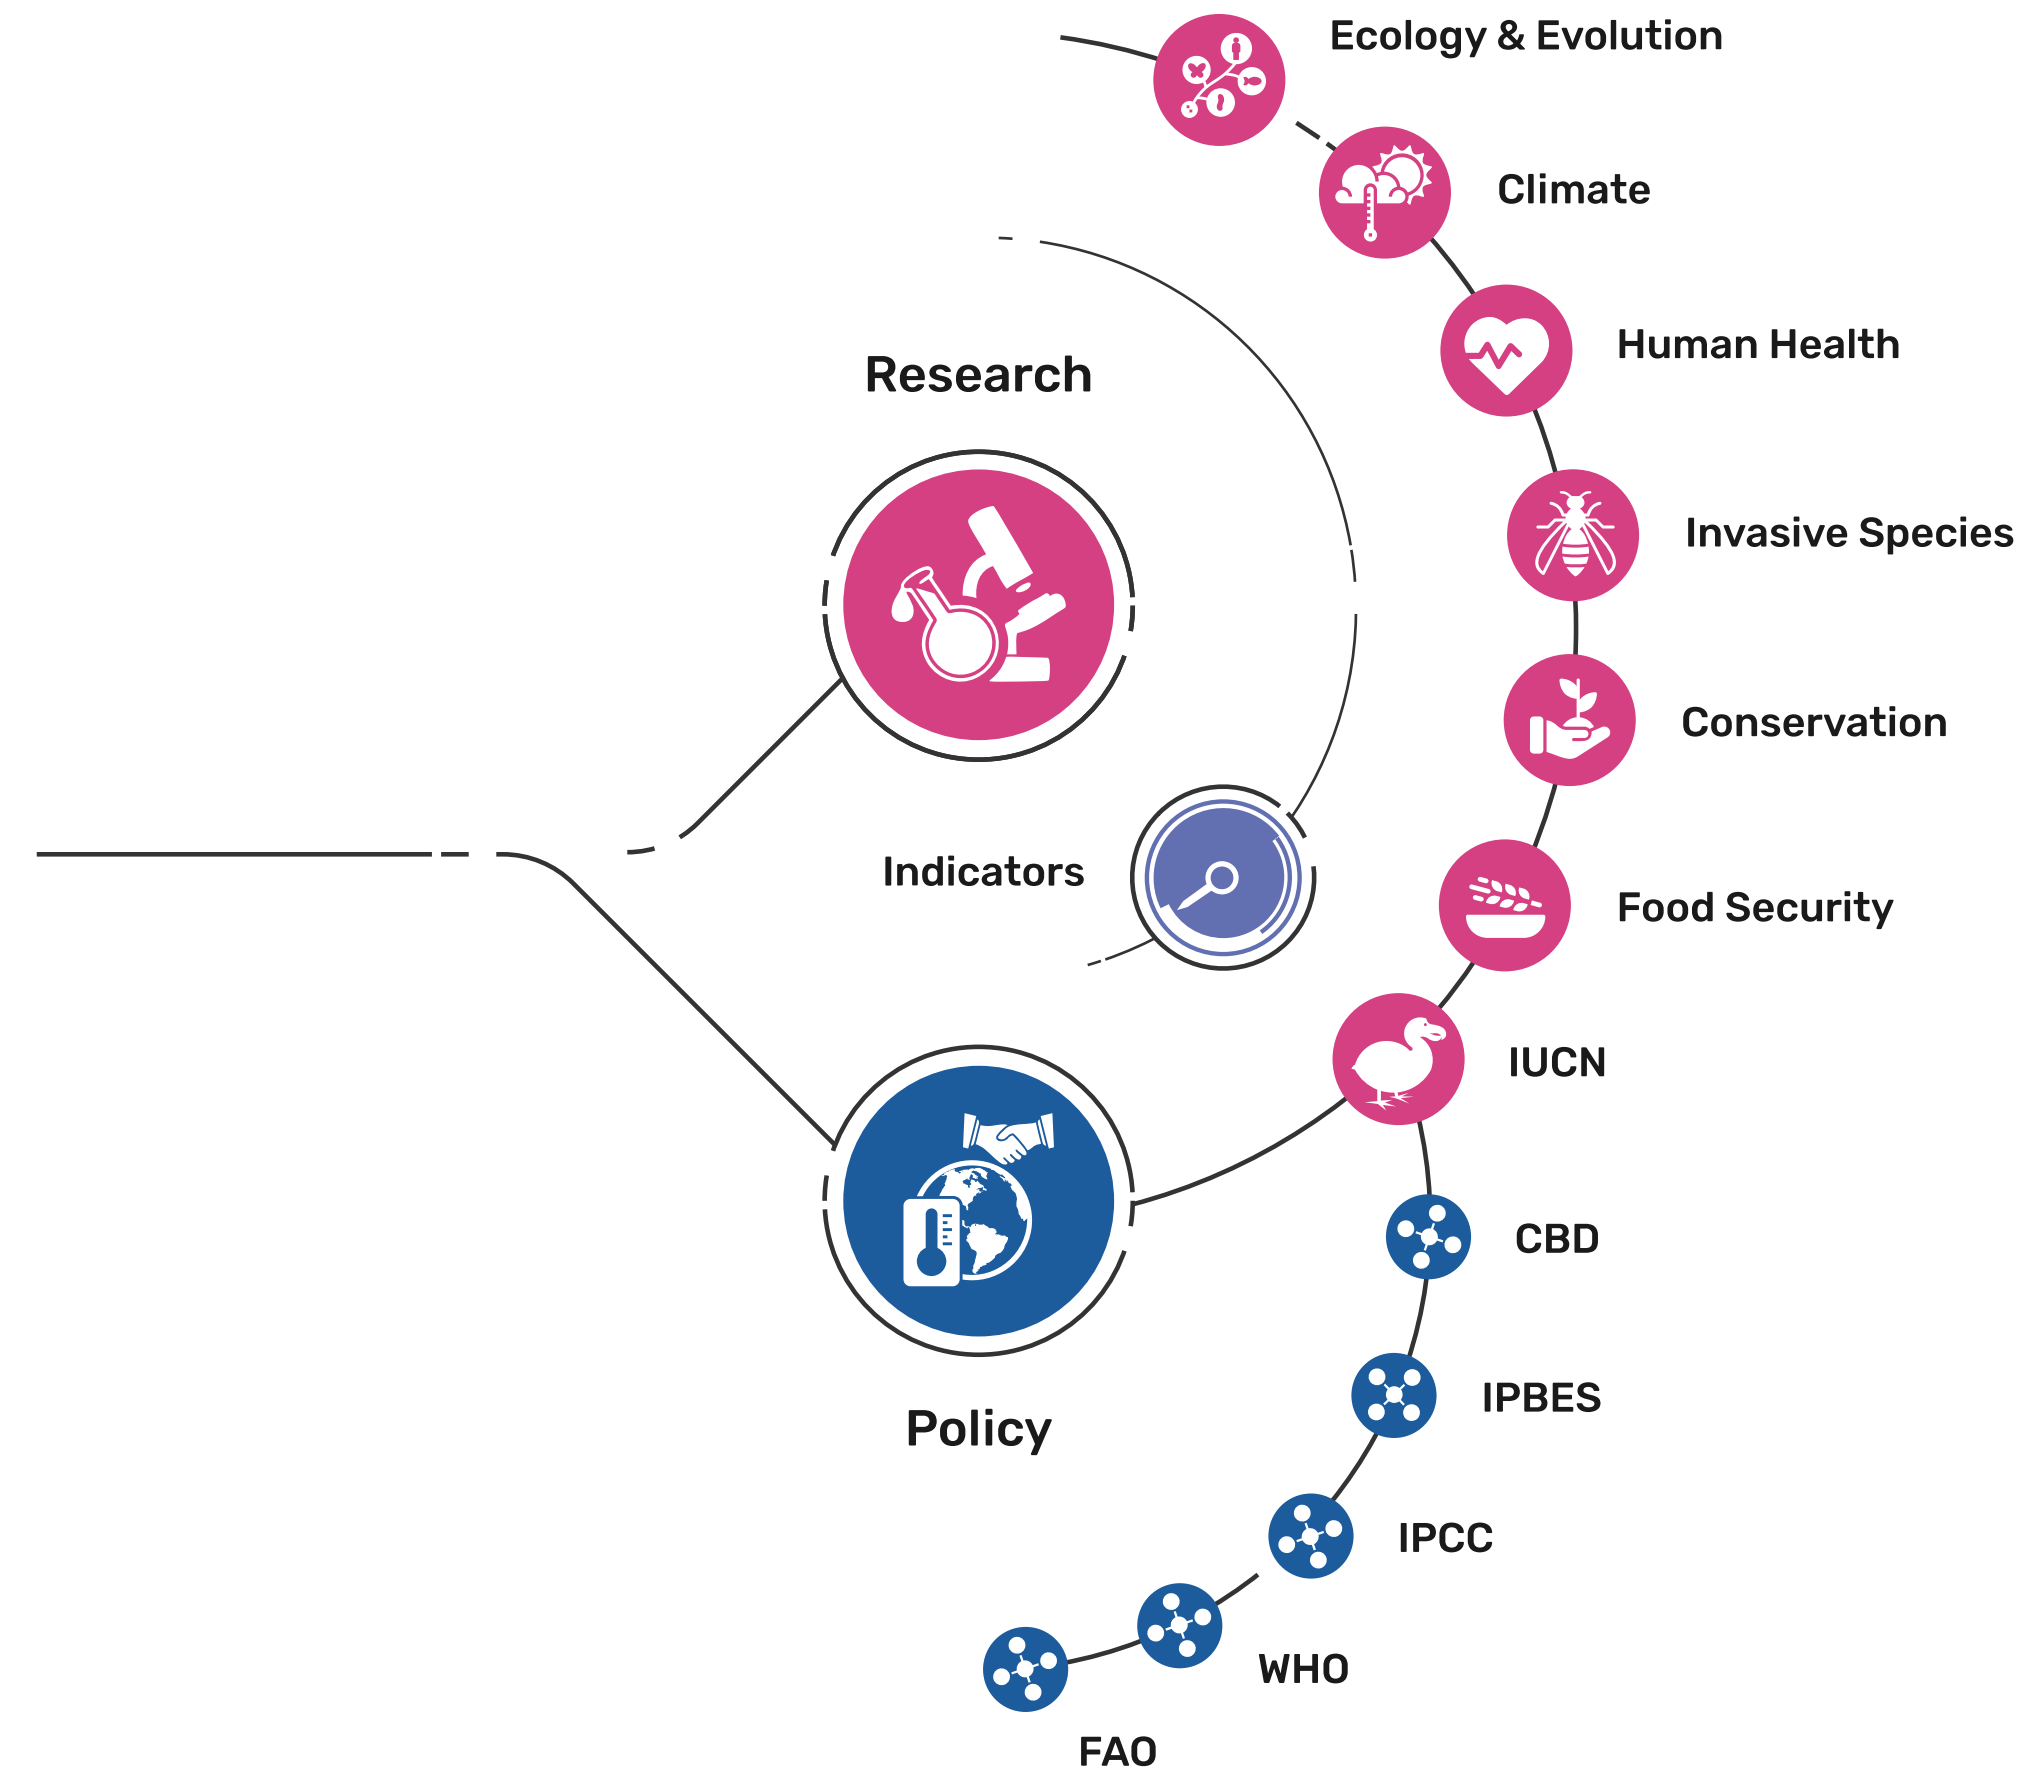 Ecology & Evolution
Climate
Human Health
Research
Invasive Species
Conservation
Indicators
Food Security
IUCN
CBD
IPBES
Policy
IPCC
WHO
FAO